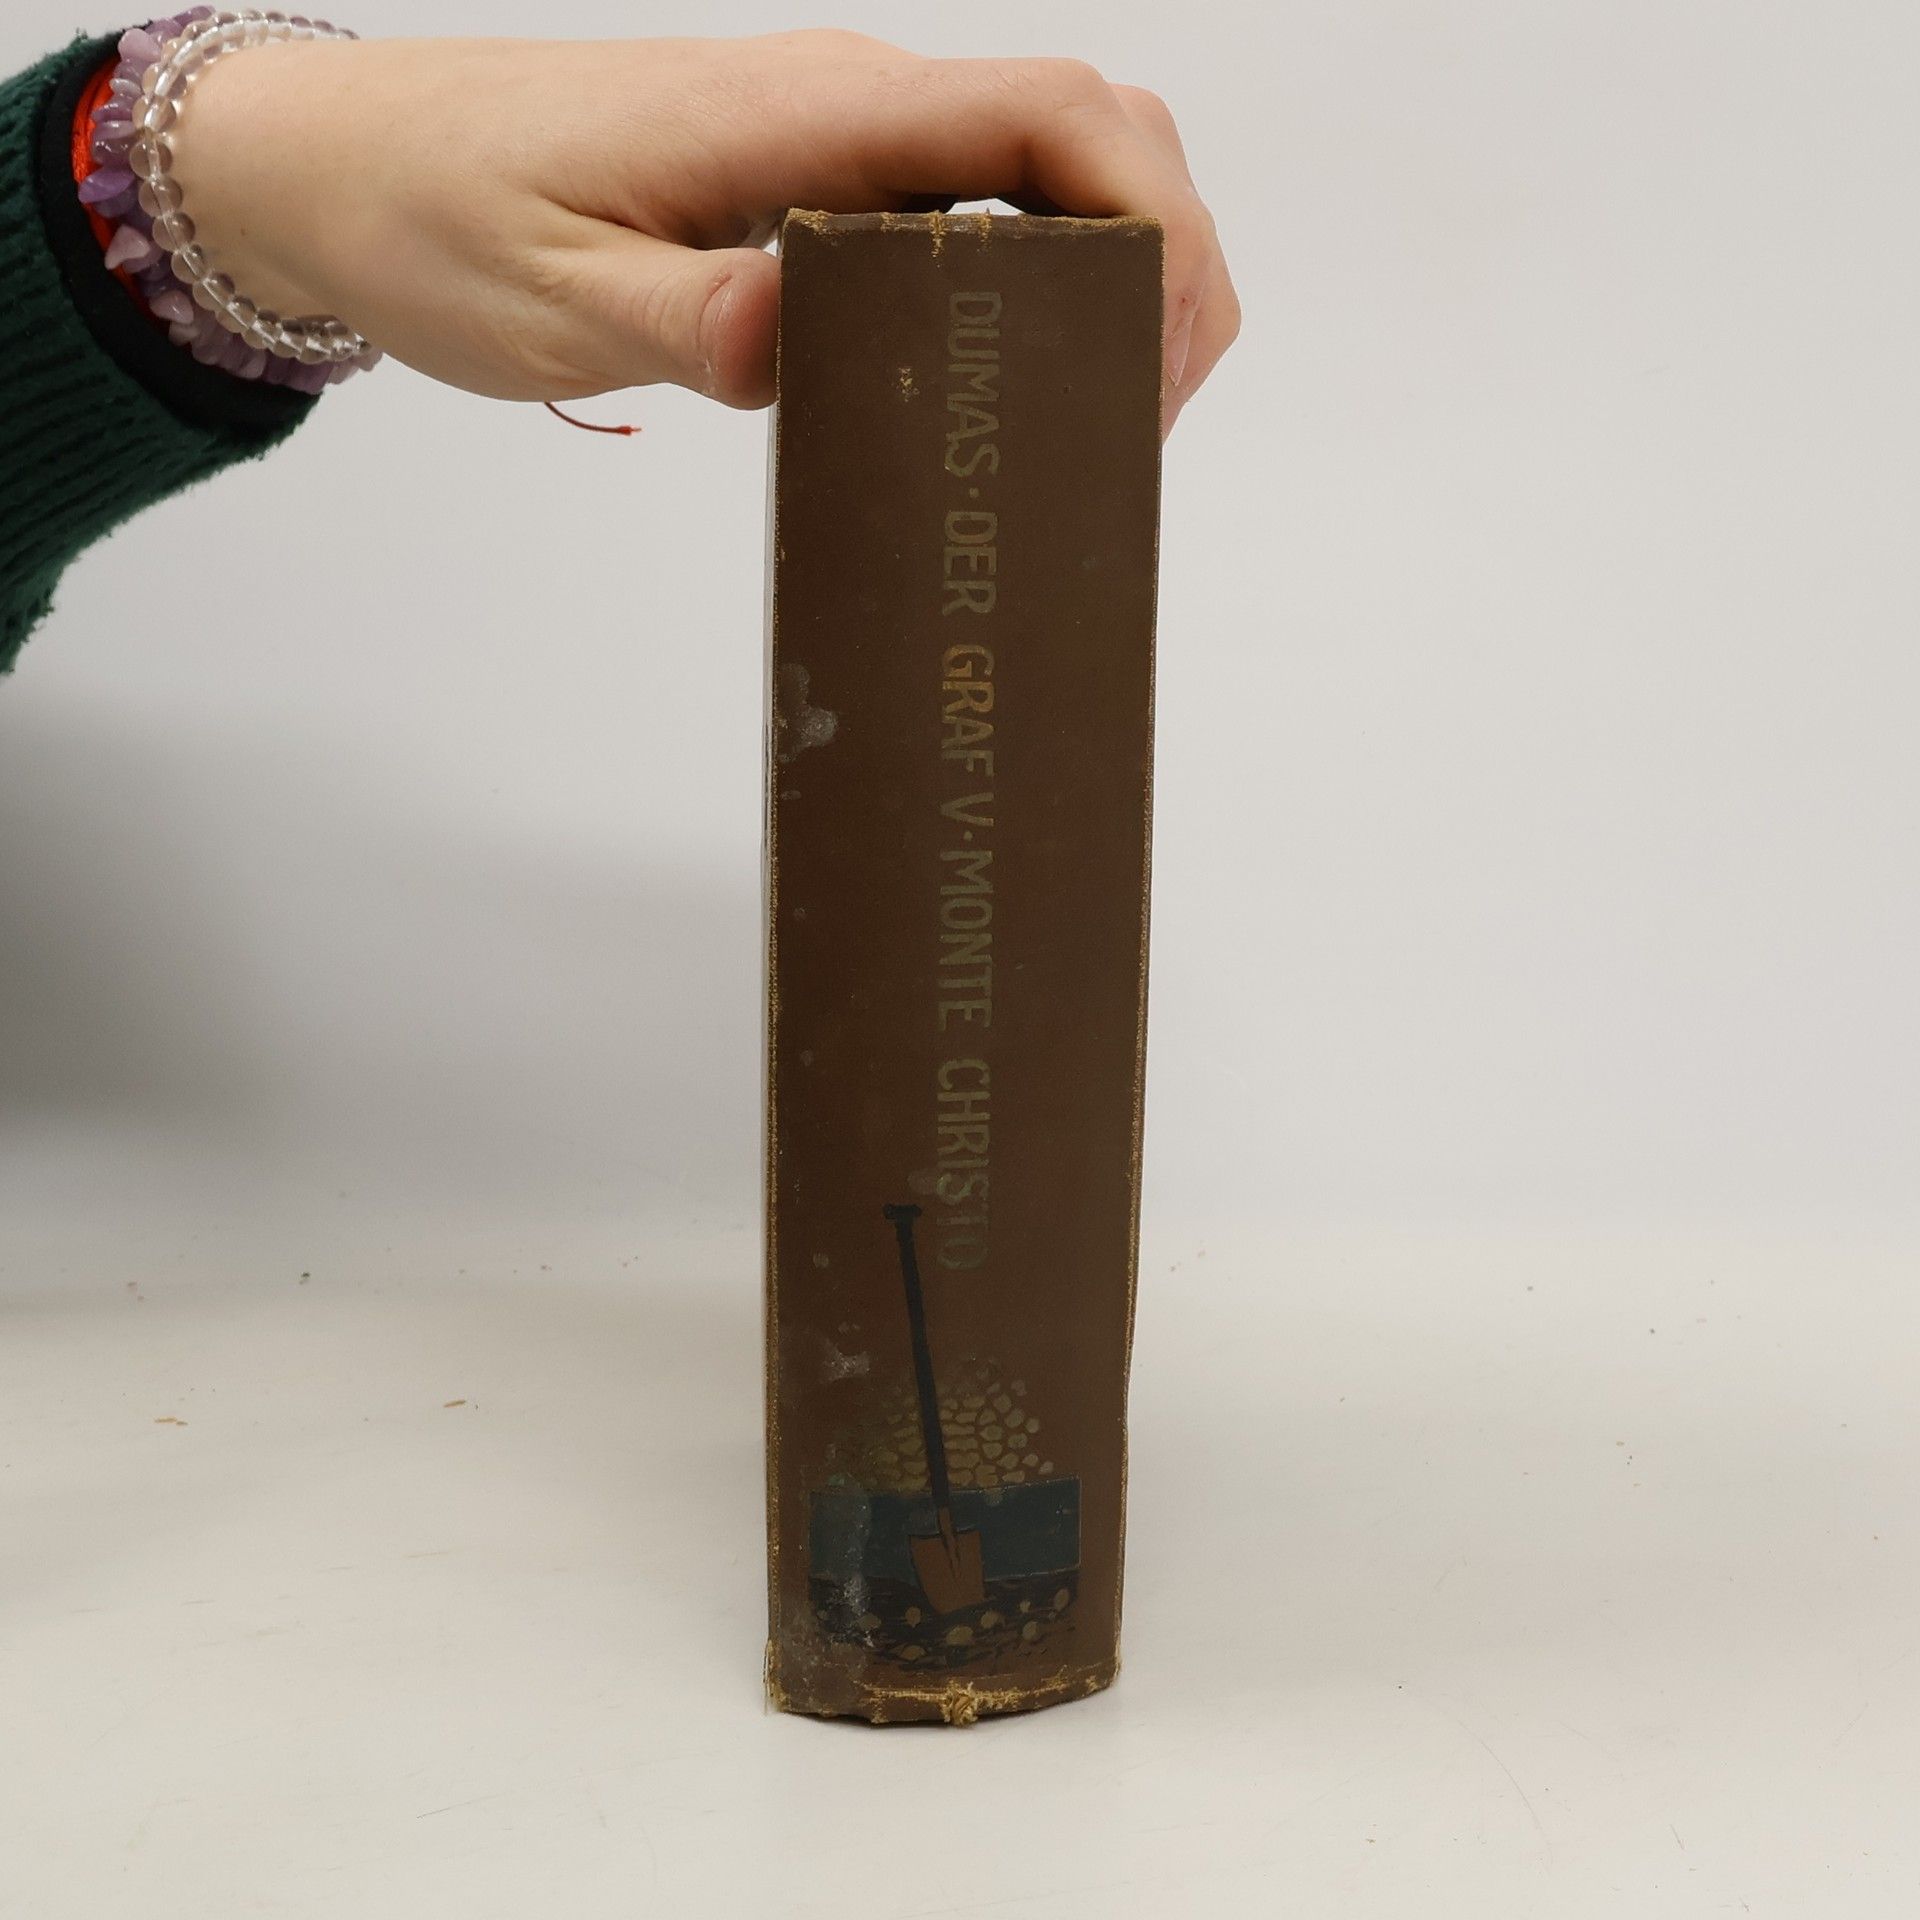 DUMAS · DER GRAF V · MONTE CHRISTO